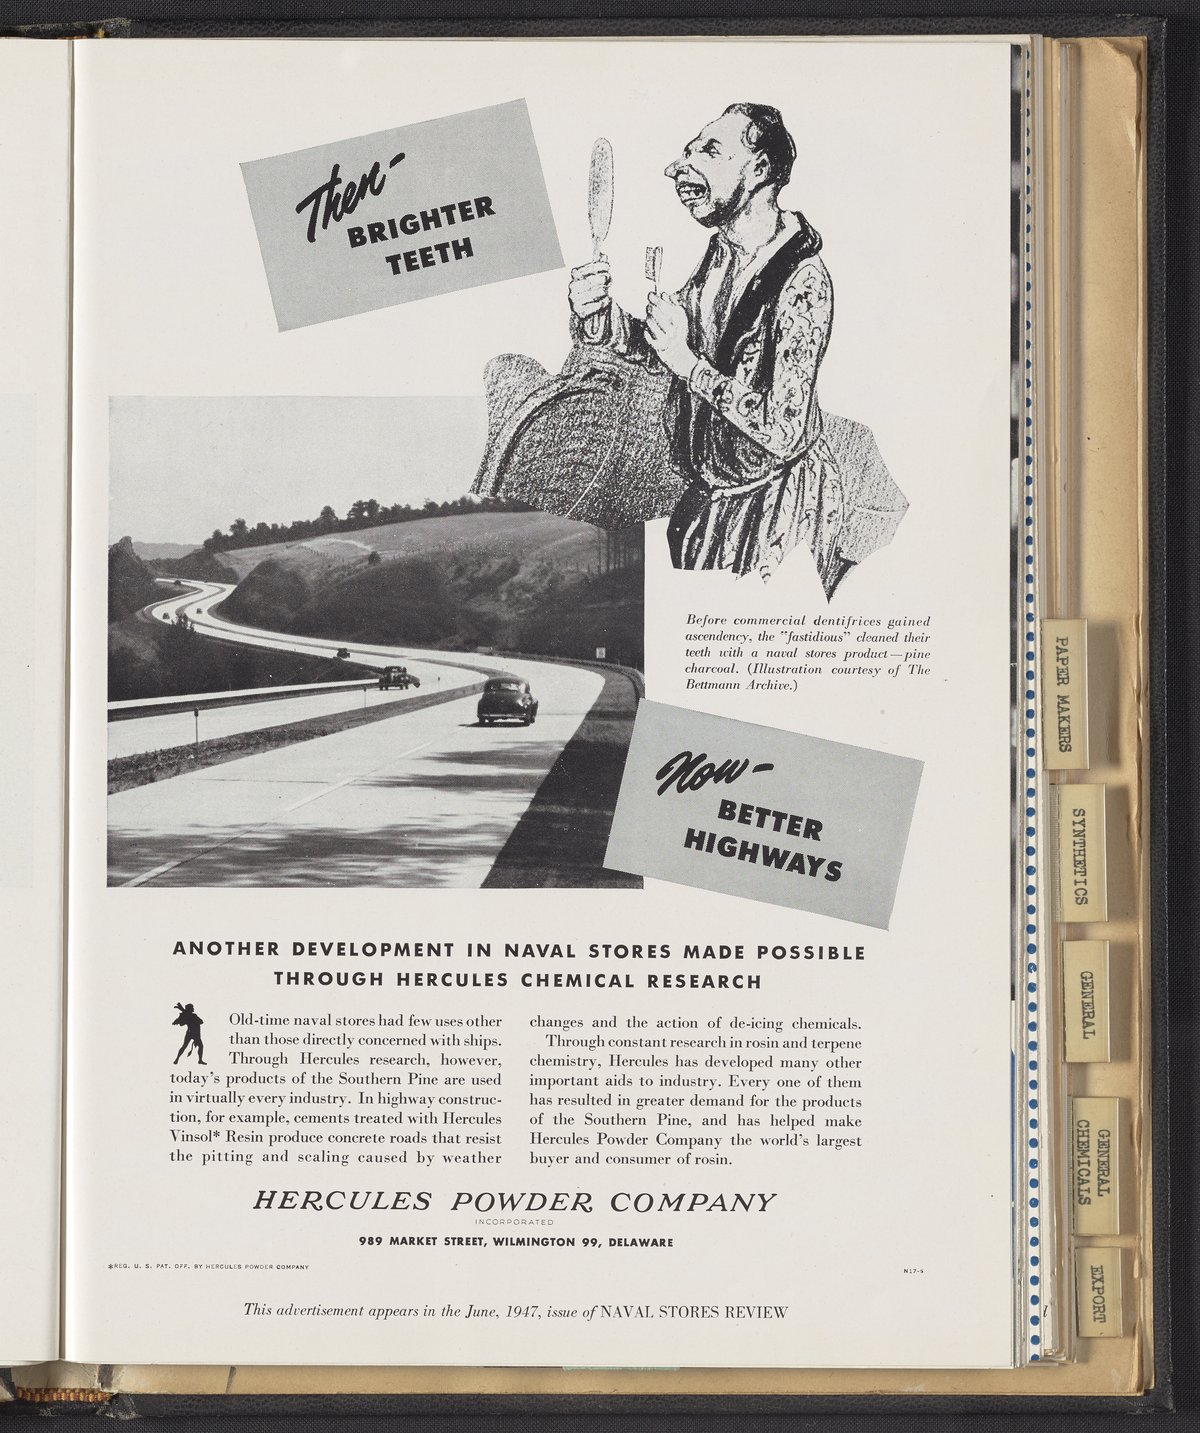 Then-
BRIGHTER
TEETH
Before commercial dentifrices gained
ascendency, the "fastidious" cleaned their
teeth with a naval stores product—pine
charcoal. (Illustration courtesy of The
Bettmann Archive.)
Now-
BETTER
HIGHWAYS
ANOTHER DEVELOPMENT IN NAVAL STORES MADE POSSIBLE
THROUGH HERCULES CHEMICAL RESEARCH
Old-time naval stores had few uses other
than those directly concerned with ships.
Through Hercules research, however,
today's products of the Southern Pine are used
in virtually every industry. In highway construc-
tion, for example, cements treated with Hercules
Vinsol* Resin produce concrete roads that resist
the pitting and scaling caused by weather
changes and the action of de-icing chemicals.
Through constant research in rosin and terpene
chemistry, Hercules has developed many other
important aids to industry. Every one of them
has resulted in greater demand for the products
of the Southern Pine, and has helped make
Hercules Powder Company the world's largest
buyer and consumer of rosin.
HERCULES POWDER COMPANY
INCORPORATED
989 MARKET STREET, WILMINGTON 99, DELAWARE
*REG. U. S. PAT. OFF. BY HERCULES POWDER COMPANY
This advertisement appears in the June, 1947, issue of NAVAL STORES REVIEW
PAPER MAKERS
SYNTHETICS
GENERAL
GENERAL
CHEMICALS
EXPORT